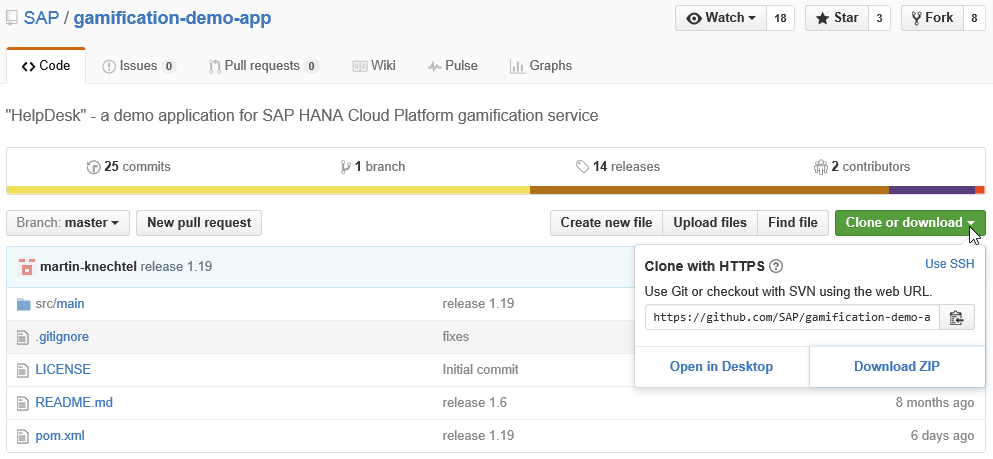 SAP / gamification-demo-app
Watch 18 Star 3 Fork 8
Code Issues 0 Pull requests 0 Wiki Pulse Graphs
"HelpDesk" - a demo application for SAP HANA Cloud Platform gamification service
25 commits 1 branch 14 releases 2 contributors
Branch: master New pull request Create new file Upload files Find file Clone or download
martin-knechtel release 1.19
Clone with HTTPS ? Use SSH
Use Git or checkout with SVN using the web URL.
https://github.com/SAP/gamification-demo-a
Open in Desktop Download ZIP
src/main release 1.19
.gitignore fixes
LICENSE Initial commit
README.md release 1.6 8 months ago
pom.xml release 1.19 6 days ago